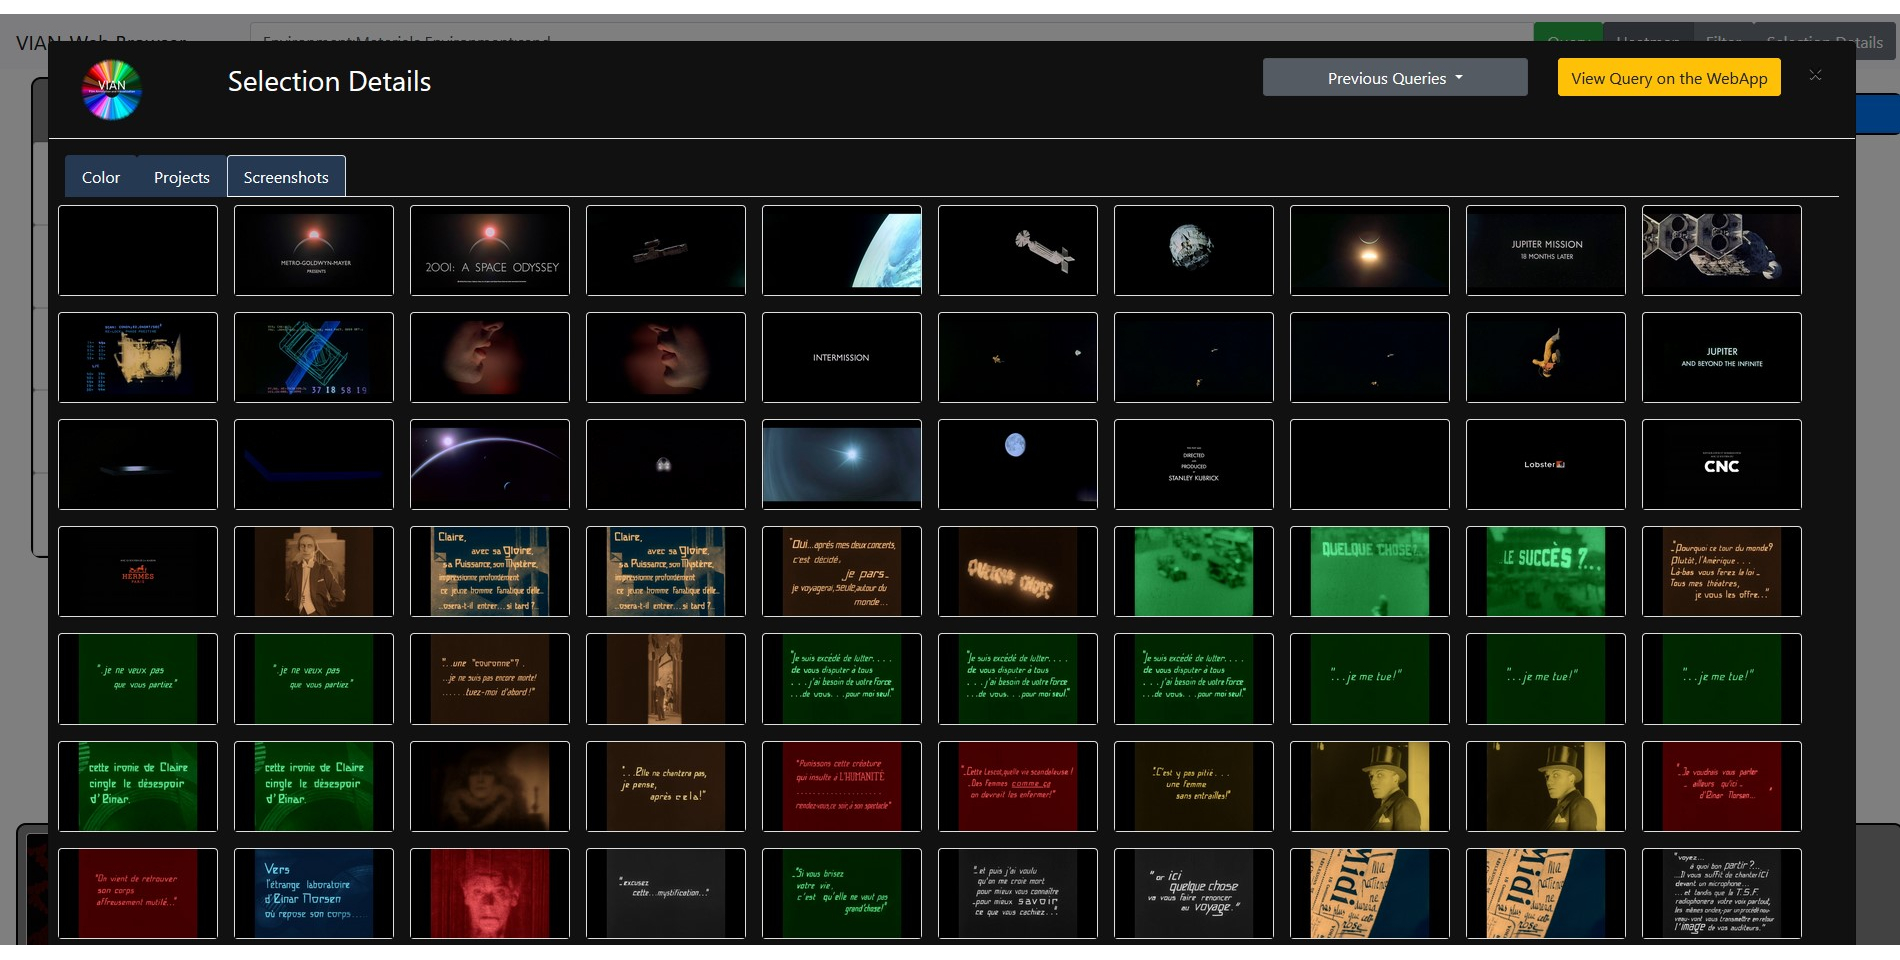 VIAN Web Browser
Environment:Materials Environment:sand
Query
Heatmap
Filter
Selection Details
VIAN
Selection Details
Previous Queries
View Query on the WebApp
Color
Projects
Screenshots
METRO-GOLDWYN-MAYER
PRESENTS
2001: A SPACE ODYSSEY
JUPITER MISSION
18 MONTHS LATER
37 18 58 19
INTERMISSION
JUPITER
AND BEYOND THE INFINITE
DIRECTED
PRODUCED
STANLEY KUBRICK
Lobster
CNC
HERMÈS
PARIS
Claire,
avec sa Gloire,
sa Puissance, son Mystère,
impressionne profondément
ce jeune homme fanatique d'elle...
...osera-t-il entrer... si tard ?..
Claire,
avec sa Gloire,
sa Puissance, son Mystère,
impressionne profondément
ce jeune homme fanatique d'elle...
...osera-t-il entrer... si tard ?..
"Oui...après mes deux concerts,
c'est décidé,
je pars..
je voyagerai, seule, autour du
monde...
QUELQUE CHOSE
QUELQUE CHOSE?
..LE SUCCÈS ?...
"..Pourquoi ce tour du monde?
Plutôt, l'Amérique....
Là-bas vous ferez la loi..
Tous mes théatres,
je vous les offre..."
"..je ne veux pas
que vous partiez"
"..je ne veux pas
que vous partiez"
"...une "couronne"? .
..je ne suis pas encore morte!
......tuez-moi d'abord!"
"Je suis excédé de lutter....
de vous disputer à tous
....j'ai besoin de votre force
...de vous...pour moi seul."
"Je suis excédé de lutter....
de vous disputer à tous
....j'ai besoin de votre force
...de vous...pour moi seul."
"Je suis excédé de lutter....
de vous disputer à tous
....j'ai besoin de votre force
...de vous...pour moi seul."
"...je me tue!"
"...je me tue!"
"...je me tue!"
cette ironie de Claire
cingle le désespoir
d'Einar.
cette ironie de Claire
cingle le désespoir
d'Einar.
"...Elle ne chantera pas,
je pense,
après cela!"
"Punissons cette créature
qui insulte à L'HUMANITÉ
rendez-vous, ce soir, à son spectacle"
"..Cette Lescot, quelle vie scandaleuse !
..Des femmes comme ça
on devrait les enfermer!"
"C'est y pas pitié...
une femme
sans entrailles!"
"..Je voudrais vous parler
.. ailleurs qu'ici ..
d'Einar Norsen...
"On vient de retrouver
son corps
affreusement mutilé..."
Vers
l'étrange laboratoire
d'Einar Norsen
où repose son corps.....
"..excusez
cette...mystification..."
"..Si vous brisez
votre vie,
c'est qu'elle ne vaut pas
grand'chose!"
"..et puis j'ai voulu
qu'on me croie mort
pour mieux vous connaître
..pour mieux savoir
ce que vous cachiez..."
"or ici
quelque chose
va vous faire renoncer
au voyage."
Midi
Midi
"voyez...
à quoi bon partir?....
..Il vous suffit de chanter ICI
devant un microphone...
...et tandis que la T.S.F.
radiophonera votre voix partout,
les mêmes ondes, par un procédé nou-
veau vont vous transmettre en retour
l'image de vos auditeurs."